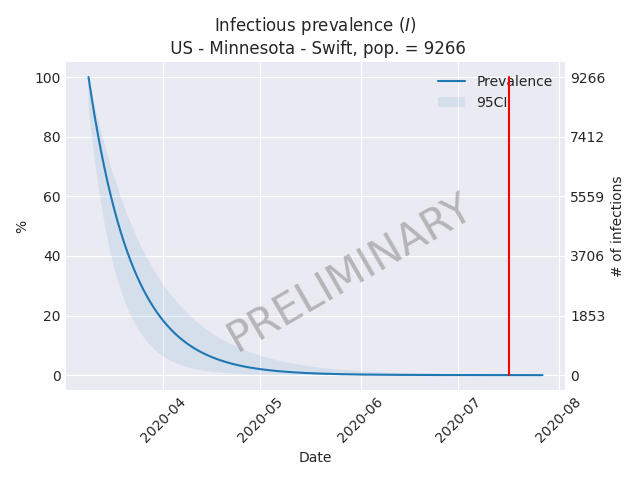 Infectious prevalence (I)
US - Minnesota - Swift, pop. = 9266
100
80
60
40
20
0
%
Prevalence
95CI
PRELIMINARY
9266
7412
5559
3706
1853
0
# of infections
2020-04
2020-05
2020-06
2020-07
2020-08
Date